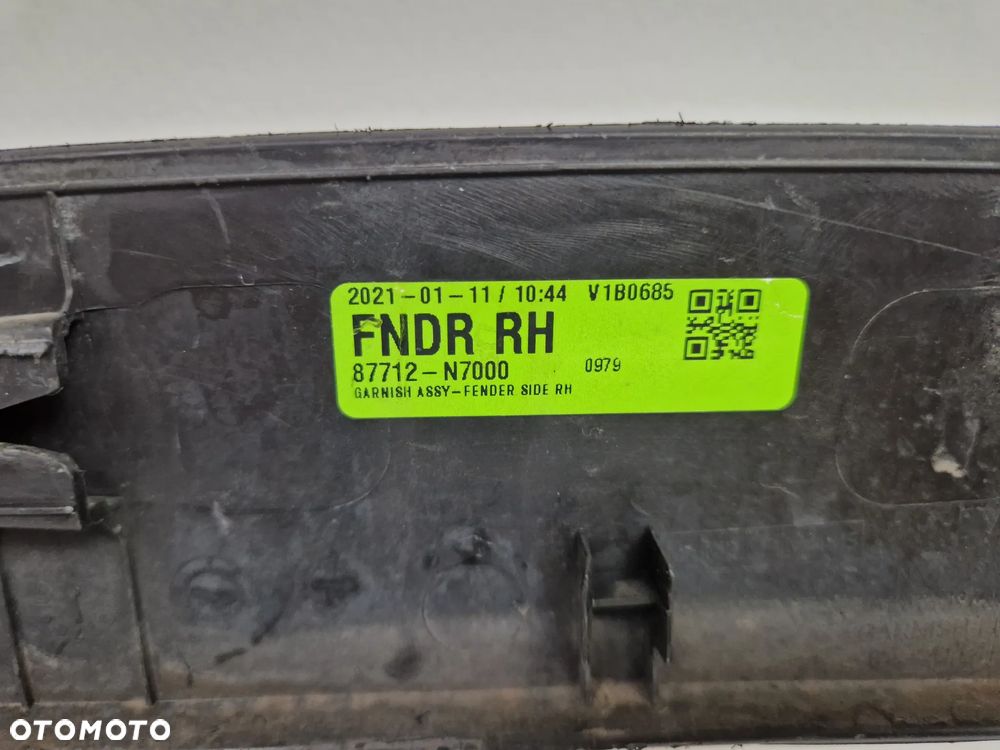 2021-01-11 / 10:44 V1B0685
FNDR RH
87712-N7000 0979
GARNISH ASSY-FENDER SIDE RH
OTOMOTO